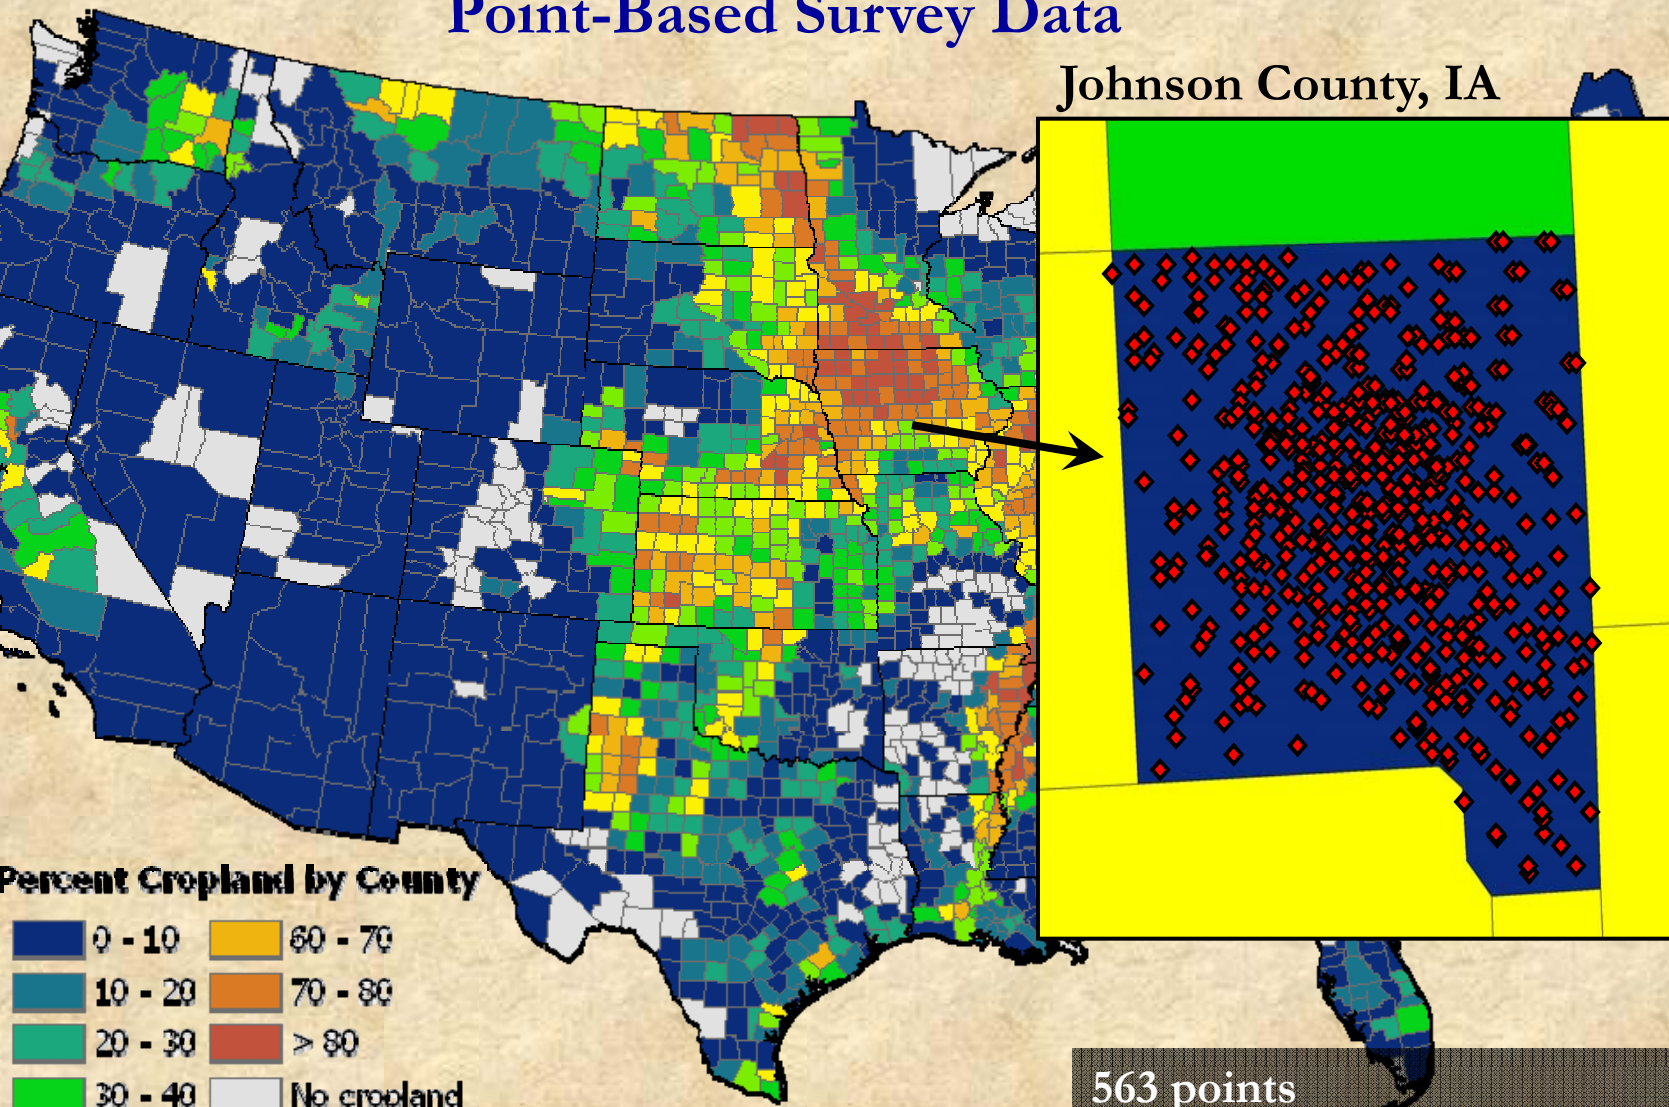 Point-Based Survey Data
Johnson County, IA
Percent Cropland by County
0 - 10
60 - 70
10 - 20
70 - 80
20 - 30
> 80
30 - 40
No cropland
563 points